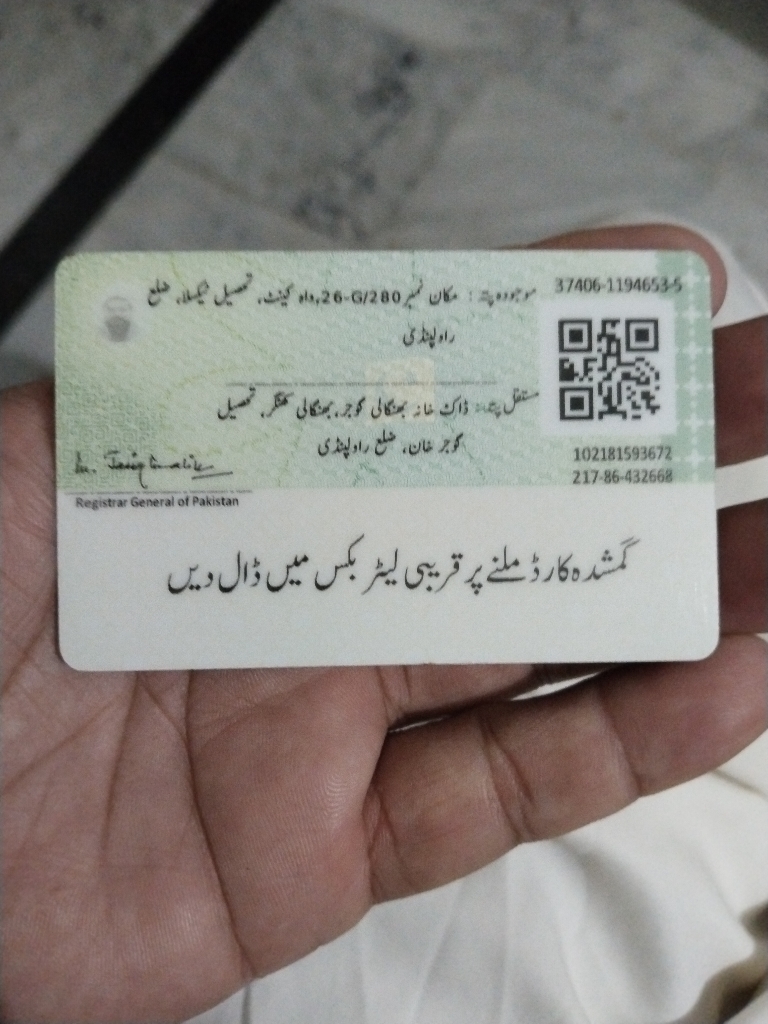 37406-1194653-5
موجودہ پتہ : مکان نمبر 26-G/280،واہ کینٹ، تحصیل ٹیکسلا، ضلع
راولپنڈی
مستقل پتہ: ڈاک خانہ بھنگالی گوجر،بھنگالی کھنگر، تحصیل
گوجر خان، ضلع راولپنڈی
102181593672
217-86-432668
Registrar General of Pakistan
گمشدہ کارڈ ملنے پر قریبی لیٹر بکس میں ڈال دیں